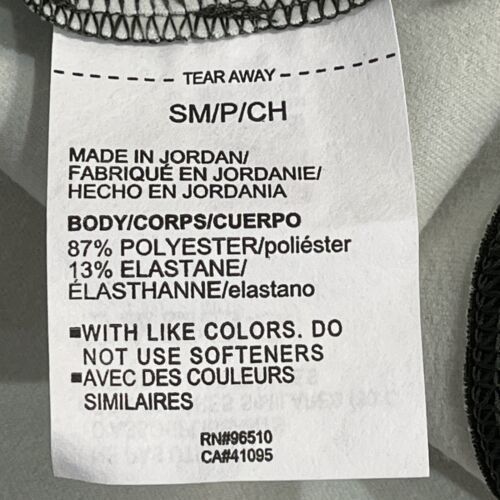 - - - - - - - TEAR AWAY - - - - - - -
SM/P/CH
MADE IN JORDAN/
FABRIQUÉ EN JORDANIE/
HECHO EN JORDANIA
BODY/CORPS/CUERPO
87% POLYESTER/poliéster
13% ELASTANE/
ÉLASTHANNE/elastano
■WITH LIKE COLORS. DO
NOT USE SOFTENERS
■AVEC DES COULEURS
SIMILAIRES
RN#96510
CA#41095